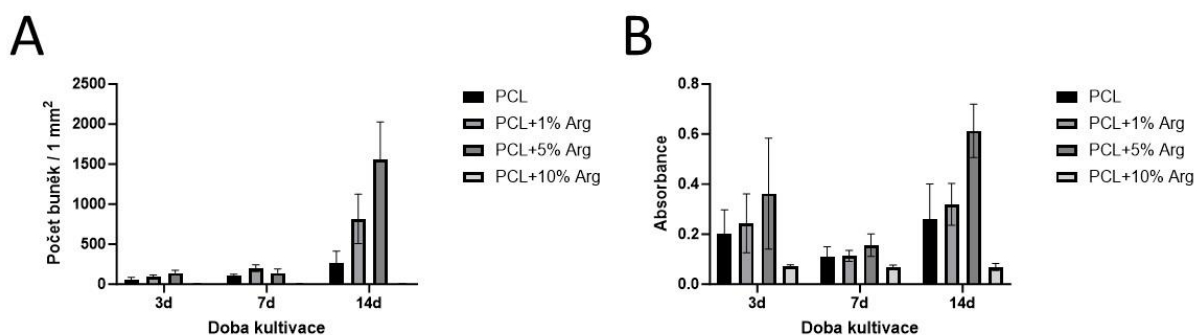 A
Počet buněk / 1 mm²
2500
2000
1500
1000
500
0
3d
7d
14d
Doba kultivace
PCL
PCL+1% Arg
PCL+5% Arg
PCL+10% Arg
B
Absorbance
0.8
0.6
0.4
0.2
0.0
3d
7d
14d
Doba kultivace
PCL
PCL+1% Arg
PCL+5% Arg
PCL+10% Arg